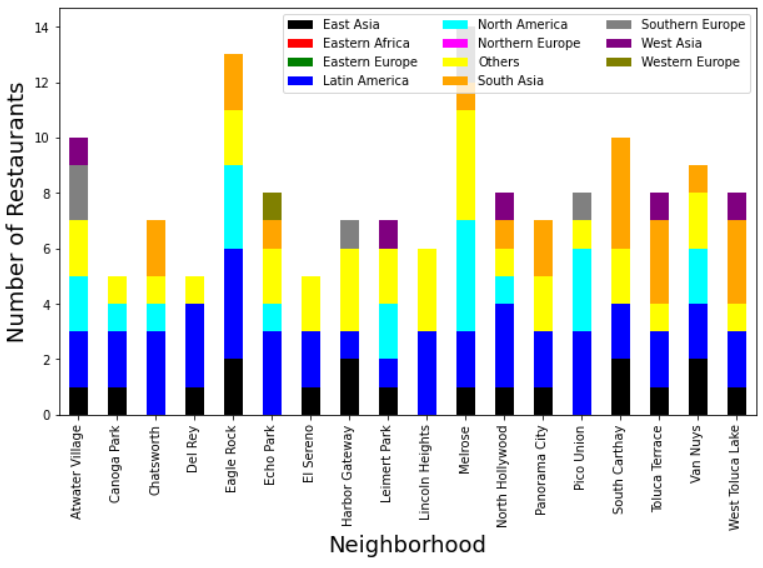 East Asia
Eastern Africa
Eastern Europe
Latin America
North America
Northern Europe
Others
South Asia
Southern Europe
West Asia
Western Europe
Number of Restaurants
14
12
10
8
6
4
2
0
Atwater Village
Canoga Park
Chatsworth
Del Rey
Eagle Rock
Echo Park
El Sereno
Harbor Gateway
Leimert Park
Lincoln Heights
Melrose
North Hollywood
Panorama City
Pico Union
South Carthay
Toluca Terrace
Van Nuys
West Toluca Lake
Neighborhood